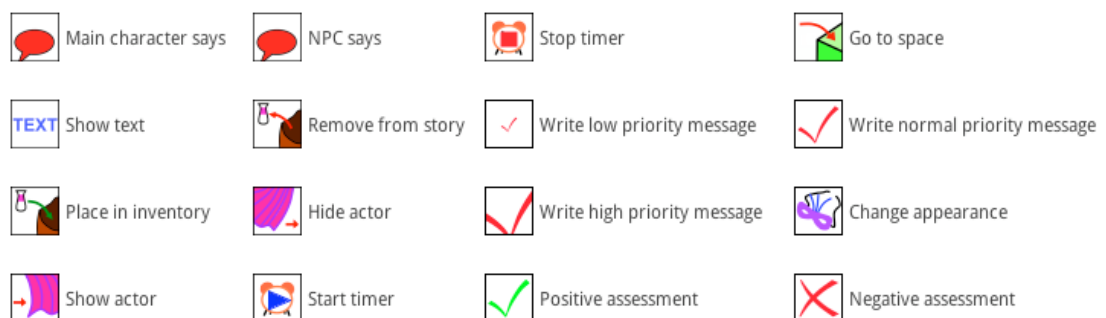 Main character says
NPC says
Stop timer
Go to space
TEXT Show text
Remove from story
Write low priority message
Write normal priority message
Place in inventory
Hide actor
Write high priority message
Change appearance
Show actor
Start timer
Positive assessment
Negative assessment